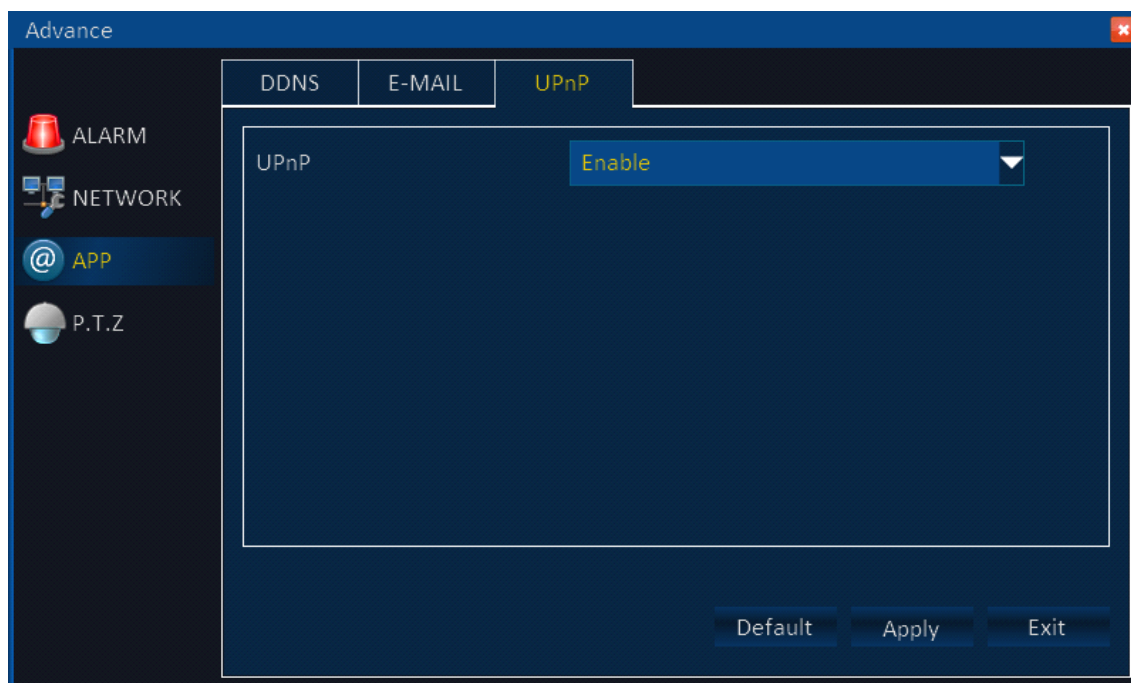 Advance
DDNS E-MAIL UPnP
ALARM
NETWORK
@ APP
P.T.Z
UPnP Enable
Default Apply Exit